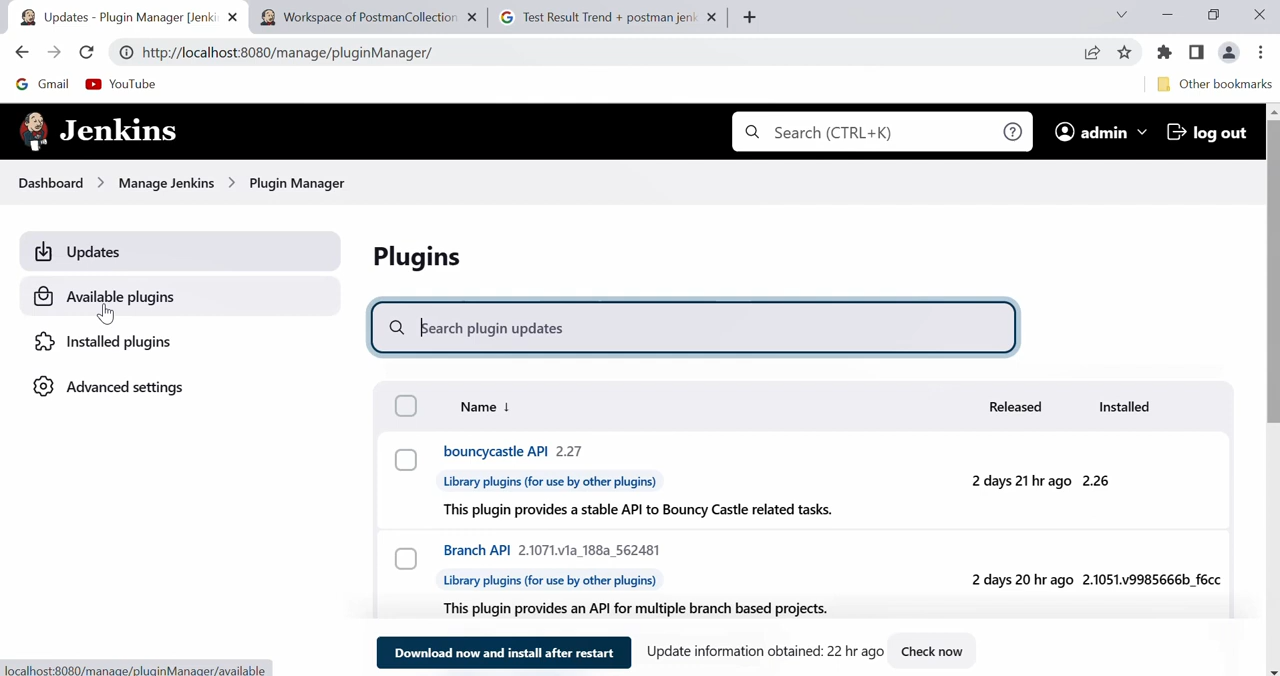 Updates - Plugin Manager [Jenki
Workspace of PostmanCollection
Test Result Trend + postman jenk
http://localhost:8080/manage/pluginManager/
Gmail
YouTube
Other bookmarks
Jenkins
Search (CTRL+K)
admin
log out
Dashboard > Manage Jenkins > Plugin Manager
Updates
Available plugins
Installed plugins
Advanced settings
Plugins
Search plugin updates
Name ↓ Released Installed
bouncycastle API 2.27
Library plugins (for use by other plugins)
2 days 21 hr ago 2.26
This plugin provides a stable API to Bouncy Castle related tasks.
Branch API 2.1071.v1a_188a_562481
Library plugins (for use by other plugins)
2 days 20 hr ago 2.1051.v9985666b_f6cc
This plugin provides an API for multiple branch based projects.
Download now and install after restart
Update information obtained: 22 hr ago
Check now
localhost:8080/manage/pluginManager/available